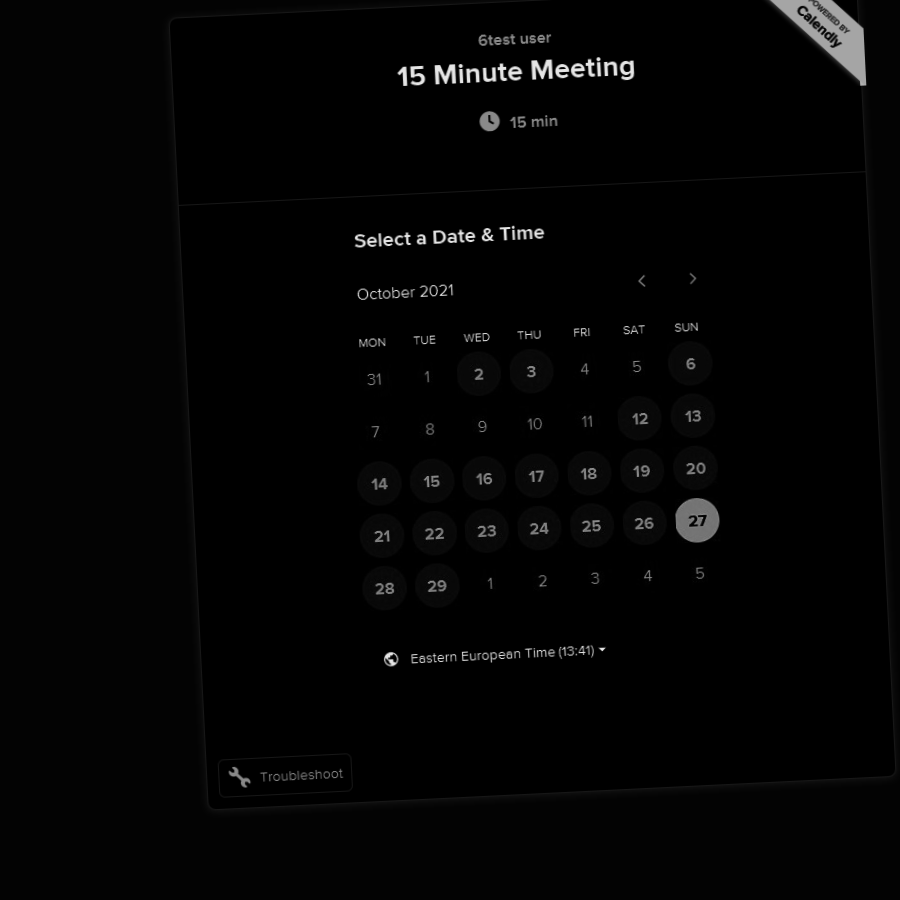 POWERED BY
Calendly
6test user
15 Minute Meeting
15 min
Select a Date & Time
October 2021
MON TUE WED THU FRI SAT SUN
31 1 2 3 4 5 6
7 8 9 10 11 12 13
14 15 16 17 18 19 20
21 22 23 24 25 26 27
28 29 1 2 3 4 5
Eastern European Time (13:41)
Troubleshoot